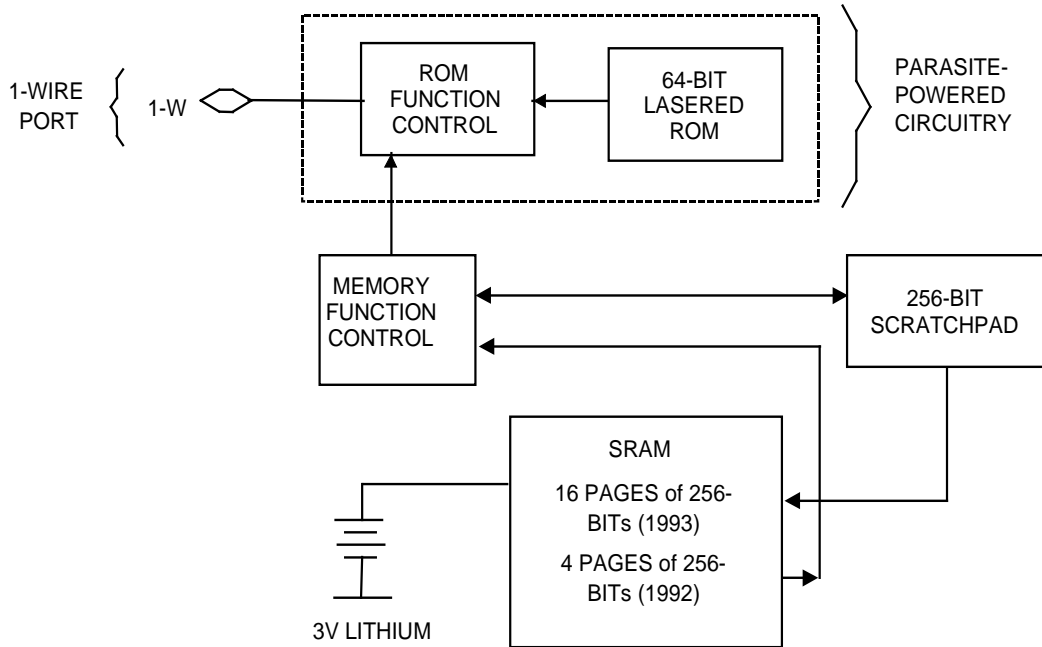 1-WIRE
PORT
1-W
ROM
FUNCTION
CONTROL
64-BIT
LASERED
ROM
PARASITE-
POWERED
CIRCUITRY
MEMORY
FUNCTION
CONTROL
256-BIT
SCRATCHPAD
SRAM
16 PAGES of 256-
BITs (1993)
4 PAGES of 256-
BITs (1992)
3V LITHIUM